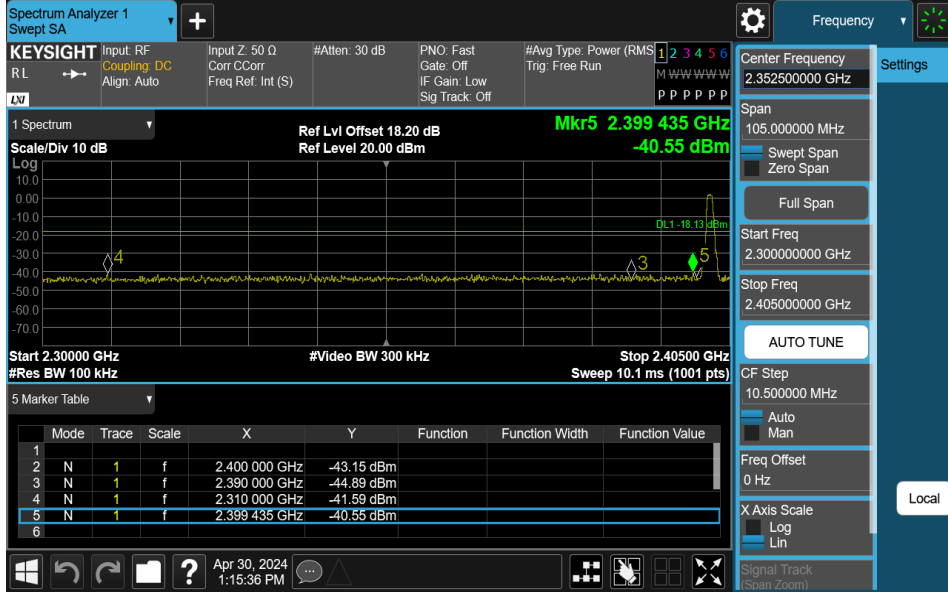 Spectrum Analyzer 1
Swept SA
+
Frequency
KEYSIGHT
RL
LXI
Input: RF
Coupling: DC
Align: Auto
Input Z: 50 Ω
Corr CCorr
Freq Ref: Int (S)
#Atten: 30 dB
PNO: Fast
Gate: Off
IF Gain: Low
Sig Track: Off
#Avg Type: Power (RMS
Trig: Free Run
1 2 3 4 5 6
M W W W W W
P P P P P P
1 Spectrum
Scale/Div 10 dB
Ref Lvl Offset 18.20 dB
Ref Level 20.00 dBm
Mkr5 2.399 435 GHz
-40.55 dBm
Log
10.0
0.00
-10.0
-20.0
-30.0
-40.0
-50.0
-60.0
-70.0
DL1 -18.13 dBm
4
3
5
Start 2.30000 GHz
#Video BW 300 kHz
Stop 2.40500 GHz
#Res BW 100 kHz
Sweep 10.1 ms (1001 pts)
5 Marker Table
Mode Trace Scale X Y Function Function Width Function Value
1
2 N 1 f 2.400 000 GHz -43.15 dBm
3 N 1 f 2.390 000 GHz -44.89 dBm
4 N 1 f 2.310 000 GHz -41.59 dBm
5 N 1 f 2.399 435 GHz -40.55 dBm
6
?
Apr 30, 2024
1:15:36 PM
Center Frequency
2.352500000 GHz
Settings
Span
105.000000 MHz
Swept Span
Zero Span
Full Span
Start Freq
2.300000000 GHz
Stop Freq
2.405000000 GHz
AUTO TUNE
CF Step
10.500000 MHz
Auto
Man
Freq Offset
0 Hz
Local
X Axis Scale
Log
Lin
Signal Track
(Span Zoom)